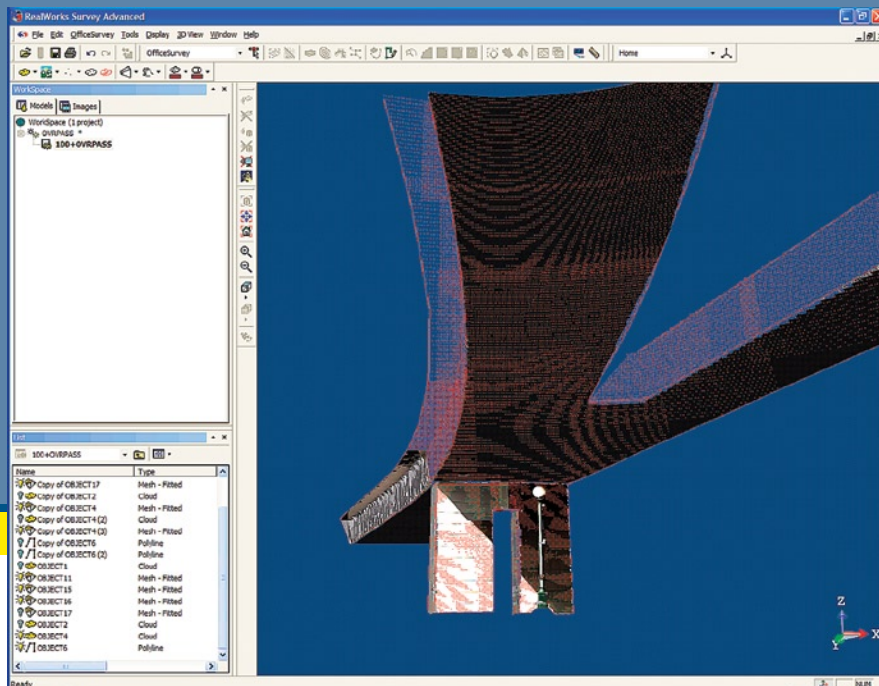 RealWorks Survey Advanced
File Edit OfficeSurvey Tools Display 3D View Window Help
OfficeSurvey Home
WorkSpace
Models Images
WorkSpace (1 project)
OVRPASS *
100+OVRPASS
List
100+OVRPASS
Name Type
Copy of OBJECT17 Mesh - Fitted
Copy of OBJECT2 Cloud
Copy of OBJECT4 Mesh - Fitted
Copy of OBJECT4 (2) Cloud
Copy of OBJECT4 (3) Mesh - Fitted
Copy of OBJECT6 Polyline
Copy of OBJECT6 (2) Polyline
OBJECT1 Cloud
OBJECT11 Mesh - Fitted
OBJECT15 Mesh - Fitted
OBJECT16 Mesh - Fitted
OBJECT17 Mesh - Fitted
OBJECT2 Cloud
OBJECT4 Cloud
OBJECT6 Polyline
Z
X
Y
Ready NUM